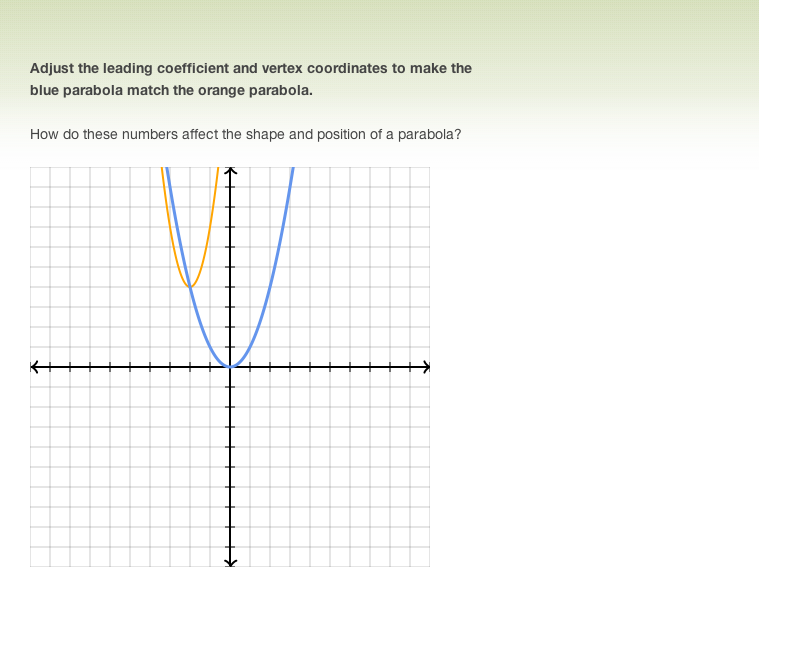 Adjust the leading coefficient and vertex coordinates to make the
blue parabola match the orange parabola.
How do these numbers affect the shape and position of a parabola?